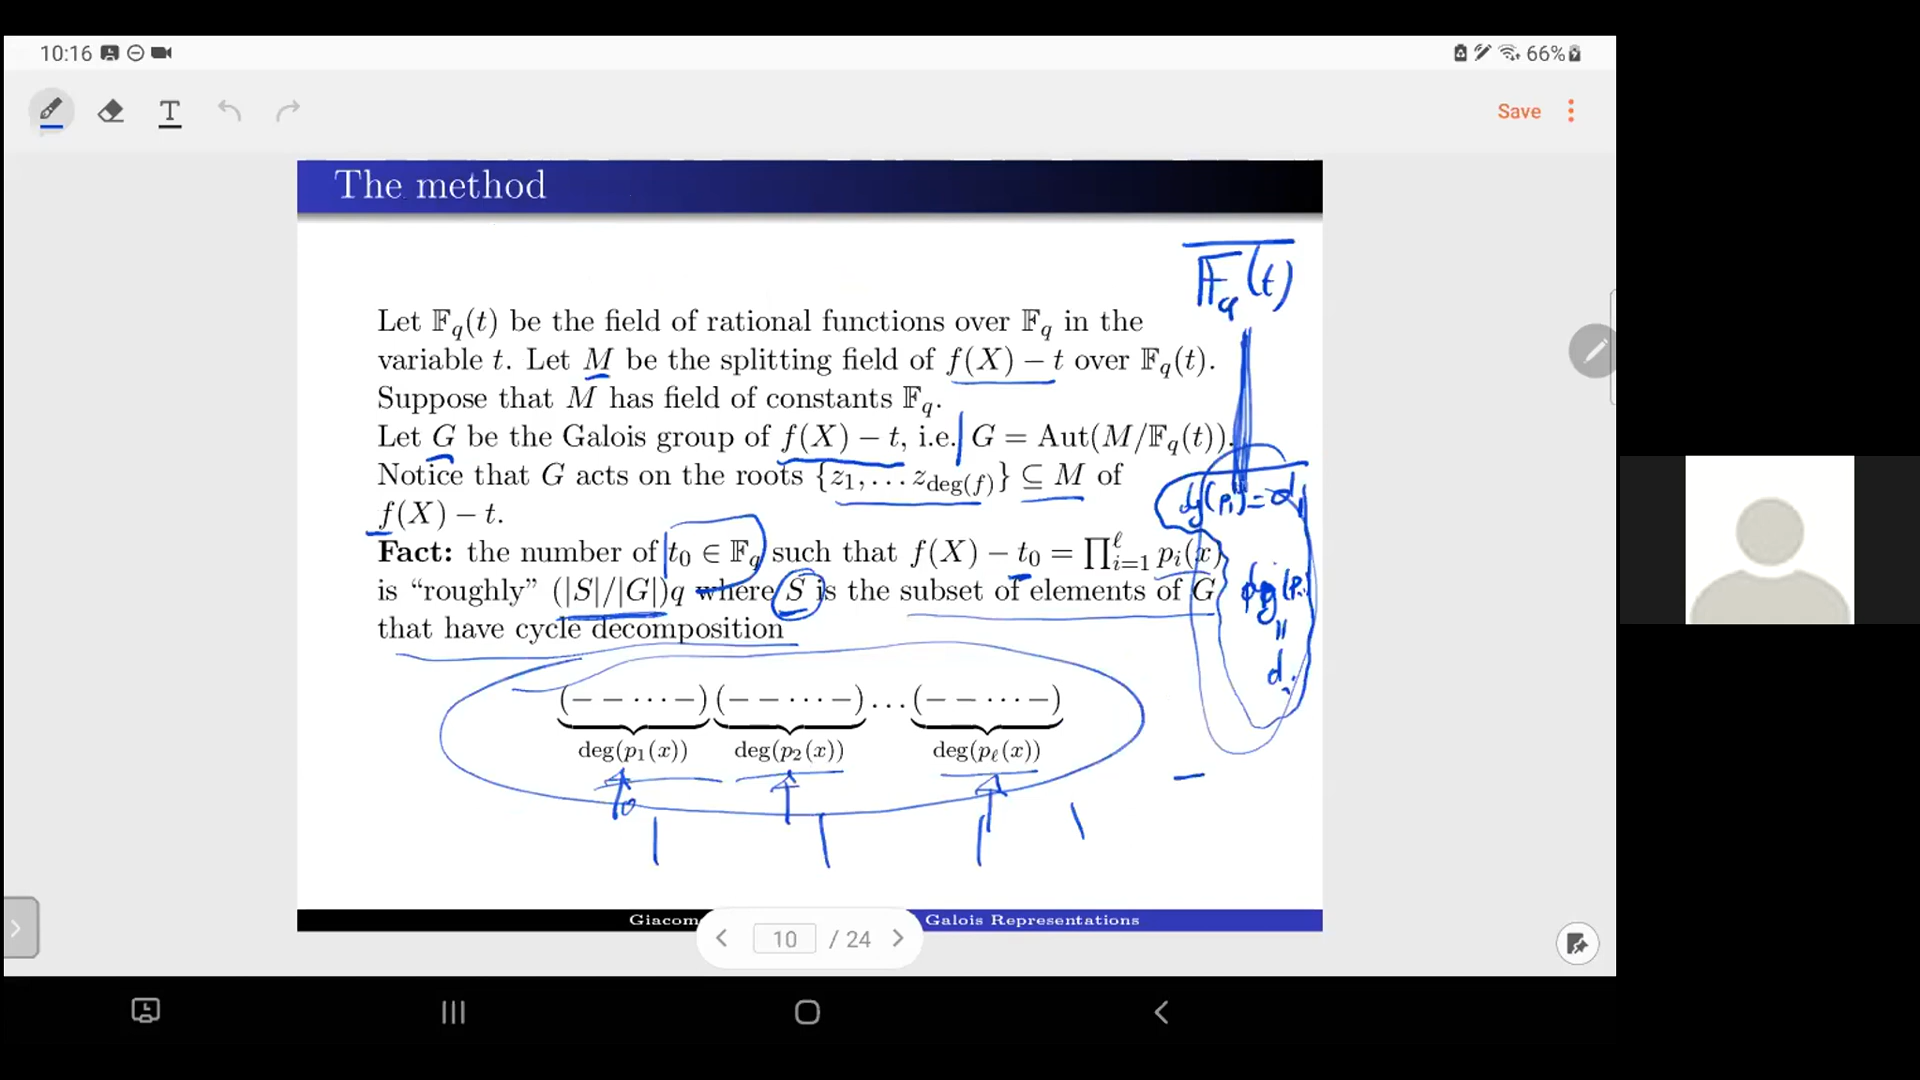 10:16
66%
T
Save
The method
Let 𝔽_q(t) be the field of rational functions over 𝔽_q in the
variable t. Let M be the splitting field of f(X) − t over 𝔽_q(t).
Suppose that M has field of constants 𝔽_q.
Let G be the Galois group of f(X) − t, i.e. G = Aut(M/𝔽_q(t)).
Notice that G acts on the roots {z_1, … z_deg(f)} ⊆ M of
f(X) − t.
Fact: the number of t_0 ∈ 𝔽_q such that f(X) − t_0 = ∏_{i=1}^{ℓ} p_i(x)
is “roughly” (|S|/|G|)q where S is the subset of elements of G
that have cycle decomposition
(− − ⋯ −) (− − ⋯ −) … (− − ⋯ −)
deg(p_1(x)) deg(p_2(x)) deg(p_ℓ(x))
𝔽_q(t)
Giacom
Galois Representations
10 / 24